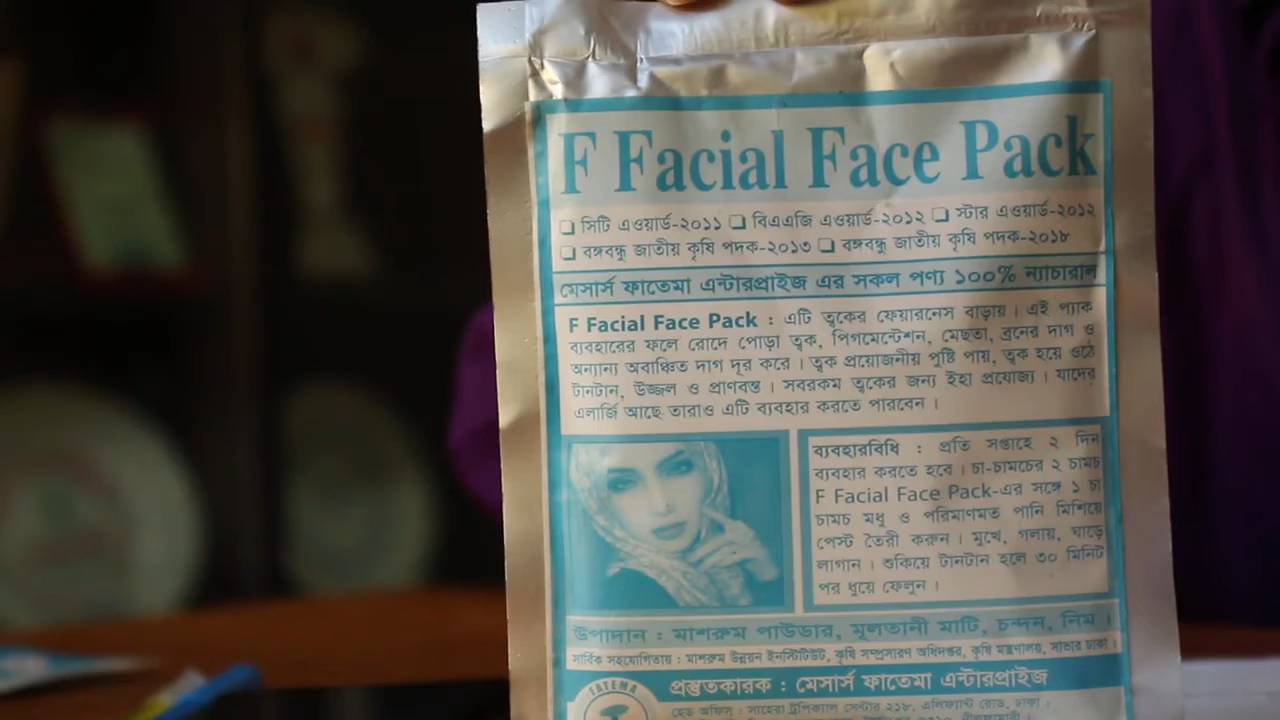 F Facial Face Pack
❏ সিটি এওয়ার্ড-২০১১ ❏ বিএএজি এওয়ার্ড-২০১২ ❏ স্টার এওয়ার্ড-২০১২
❏ বঙ্গবন্ধু জাতীয় কৃষি পদক-২০১৩ ❏ বঙ্গবন্ধু জাতীয় কৃষি পদক-২০১৮
মেসার্স ফাতেমা এন্টারপ্রাইজ এর সকল পণ্য ১০০% ন্যাচারাল
F Facial Face Pack : এটি ত্বকের ফেয়ারনেস বাড়ায়। এই প্যাক
ব্যবহারের ফলে রোদে পোড়া ত্বক, পিগমেন্টেশন, মেছতা, ব্রনের দাগ ও
অন্যান্য অবাঞ্চিত দাগ দূর করে। ত্বক প্রয়োজনীয় পুষ্টি পায়, ত্বক হয়ে ওঠে
টানটান, উজ্জল ও প্রাণবন্ত। সবরকম ত্বকের জন্য ইহা প্রযোজ্য। যাদের
এলার্জি আছে তারাও এটি ব্যবহার করতে পারবেন।
ব্যবহারবিধি : প্রতি সপ্তাহে ২ দিন
ব্যবহার করতে হবে। চা-চামচের ২ চামচ
F Facial Face Pack-এর সঙ্গে ১ চা
চামচ মধু ও পরিমাণমত পানি মিশিয়ে
পেস্ট তৈরী করুন। মুখে, গলায়, ঘাড়ে
লাগান। শুকিয়ে টানটান হলে ৩০ মিনিট
পর ধুয়ে ফেলুন।
উপাদান : মাশরুম পাউডার, মূলতানী মাটি, চন্দন, নিম।
সার্বিক সহযোগিতায় : মাশরুম উন্নয়ন ইনস্টিটিউট, কৃষি সম্প্রসারণ অধিদপ্তর, কৃষি মন্ত্রণালয়, সাভার ঢাকা।
প্রস্তুতকারক : মেসার্স ফাতেমা এন্টারপ্রাইজ
FATEMA
হেড অফিস : সাহেরা ট্রপিক্যাল সেন্টার ২১৮, এলিফ্যান্ট রোড, ঢাকা।